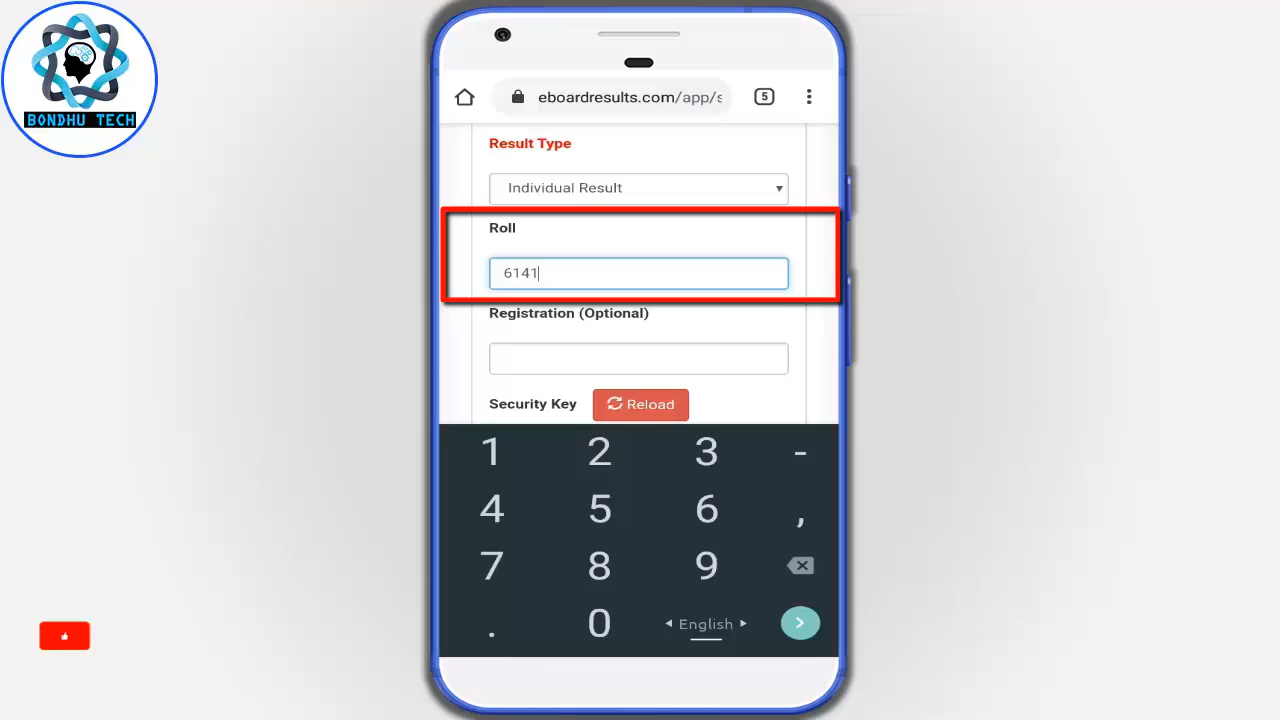 BONDHU TECH
eboardresults.com/app/s
5
Result Type
Individual Result
Roll
6141
Registration (Optional)
Security Key
Reload
1 2 3 -
4 5 6 ,
7 8 9
. 0 English